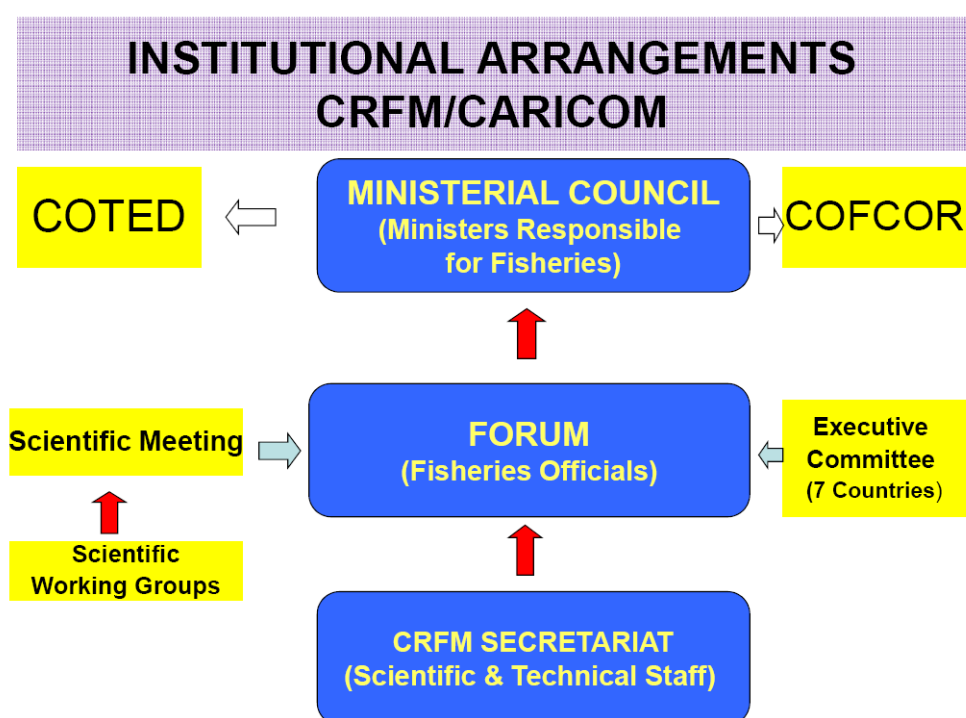 INSTITUTIONAL ARRANGEMENTS
CRFM/CARICOM
COTED
MINISTERIAL COUNCIL
(Ministers Responsible
for Fisheries)
COFCOR
Scientific Meeting
FORUM
(Fisheries Officials)
Executive
Committee
(7 Countries)
Scientific
Working Groups
CRFM SECRETARIAT
(Scientific & Technical Staff)